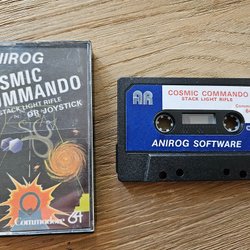 ANIROG
COSMIC
COMMANDO
STACK LIGHT RIFLE
OR JOYSTICK
Commodore 64
AR
COSMIC COMMANDO
STACK LIGHT RIFLE
ANIROG SOFTWARE